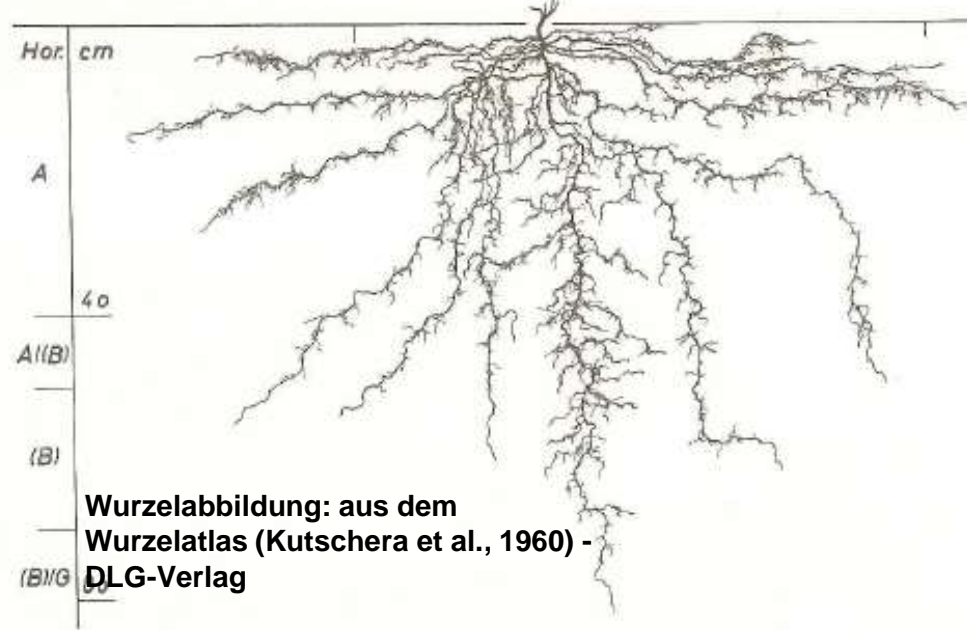 Hor. cm
A
40
A/(B)
(B)
Wurzelabbildung: aus dem
Wurzelatlas (Kutschera et al., 1960) -
(B)/G DLG-Verlag